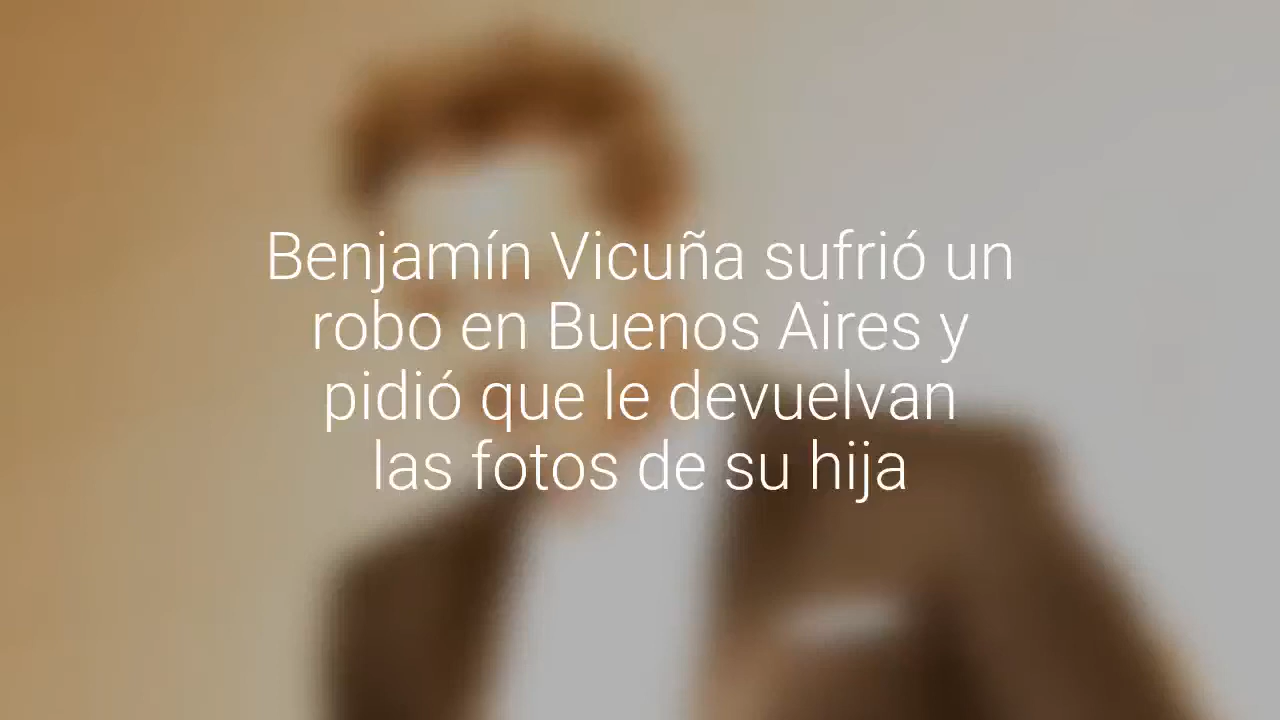 Benjamín Vicuña sufrió un
robo en Buenos Aires y
pidió que le devuelvan
las fotos de su hija